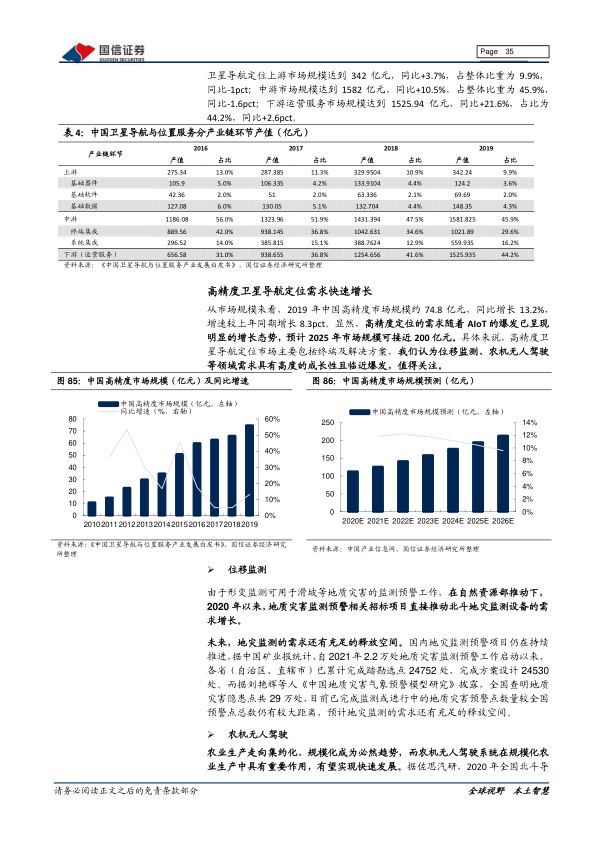 国信证券
GUOSEN SECURITIES
Page 35
卫星导航定位上游市场规模达到 342 亿元，同比+3.7%，占整体比重为 9.9%，
同比-1pct；中游市场规模达到 1582 亿元，同比+10.5%，占整体比重为 45.9%，
同比-1.6pct；下游运营服务市场规模达到 1525.94 亿元，同比+21.6%，占比为
44.2%，同比+2.6pct。
表 4：中国卫星导航与位置服务分产业链环节产值（亿元）
产业链环节 2016 2017 2018 2019
产值 占比 产值 占比 产值 占比 产值 占比
上游 275.34 13.0% 287.385 11.3% 329.9504 10.9% 342.24 9.9%
基础器件 105.9 5.0% 106.335 4.2% 133.9104 4.4% 124.2 3.6%
基础软件 42.36 2.0% 51 2.0% 63.336 2.1% 69.69 2.0%
基础数据 127.08 6.0% 130.05 5.1% 132.704 4.4% 148.35 4.3%
中游 1186.08 56.0% 1323.96 51.9% 1431.394 47.5% 1581.825 45.9%
终端集成 889.56 42.0% 938.145 36.8% 1042.631 34.6% 1021.89 29.6%
系统集成 296.52 14.0% 385.815 15.1% 388.7624 12.9% 559.935 16.2%
下游（运营服务） 656.58 31.0% 938.655 36.8% 1254.656 41.6% 1525.935 44.2%
资料来源：《中国卫星导航与位置服务产业发展白皮书》、国信证券经济研究所整理
高精度卫星导航定位需求快速增长
从市场规模来看，2019 年中国高精度市场规模约 74.8 亿元，同比增长 13.2%，
增速较上年同期增长 8.3pct。显然，高精度定位的需求随着 AIoT 的爆发已呈现
明显的增长态势，预计 2025 年市场规模可接近 200 亿元。具体来说，高精度卫
星导航定位市场主要包括终端及解决方案，我们认为位移监测、农机无人驾驶
等领域需求具有高度的成长性且临近爆发，值得关注。
图 85：中国高精度市场规模（亿元）及同比增速
中国高精度市场规模（亿元，左轴）
同比增速（%，右轴）
80 60%
70 50%
60
50 40%
40 30%
30 20%
20
10 10%
0 0%
2010 2011 2012 2013 2014 2015 2016 2017 2018 2019
资料来源：《中国卫星导航与位置服务产业发展白皮书》、国信证券经济研究
所整理
图 86：中国高精度市场规模预测（亿元）
中国高精度市场规模预测（亿元，左轴）
250 14%
200 12%
10%
150 8%
100 6%
50 4%
2%
0 0%
2020E 2021E 2022E 2023E 2024E 2025E 2026E
资料来源：中国产业信息网、国信证券经济研究所整理
➢ 位移监测
由于形变监测可用于滑坡等地质灾害的监测预警工作，在自然资源部推动下，
2020 年以来，地质灾害监测预警相关招标项目直接推动北斗地灾监测设备的需
求增长。
未来，地灾监测的需求还有充足的释放空间。国内地灾监测预警项目仍在持续
推进，据中国矿业报统计，自 2021 年 2.2 万处地质灾害监测预警工作启动以来，
各省（自治区、直辖市）已累计完成踏勘选点 24752 处，完成方案设计 24530
处。而据刘艳辉等人《中国地质灾害气象预警模型研究》披露，全国查明地质
灾害隐患点共 29 万处，目前已完成监测或进行中的地质灾害预警点数量较全国
预警点总数仍有较大距离，预计地灾监测的需求还有充足的释放空间。
➢ 农机无人驾驶
农业生产走向集约化、规模化成为必然趋势，而农机无人驾驶系统在规模化农
业生产中具有重要作用，有望实现快速发展。据佐思汽研，2020 年全国北斗导
请务必阅读正文之后的免责条款部分
全球视野 本土智慧